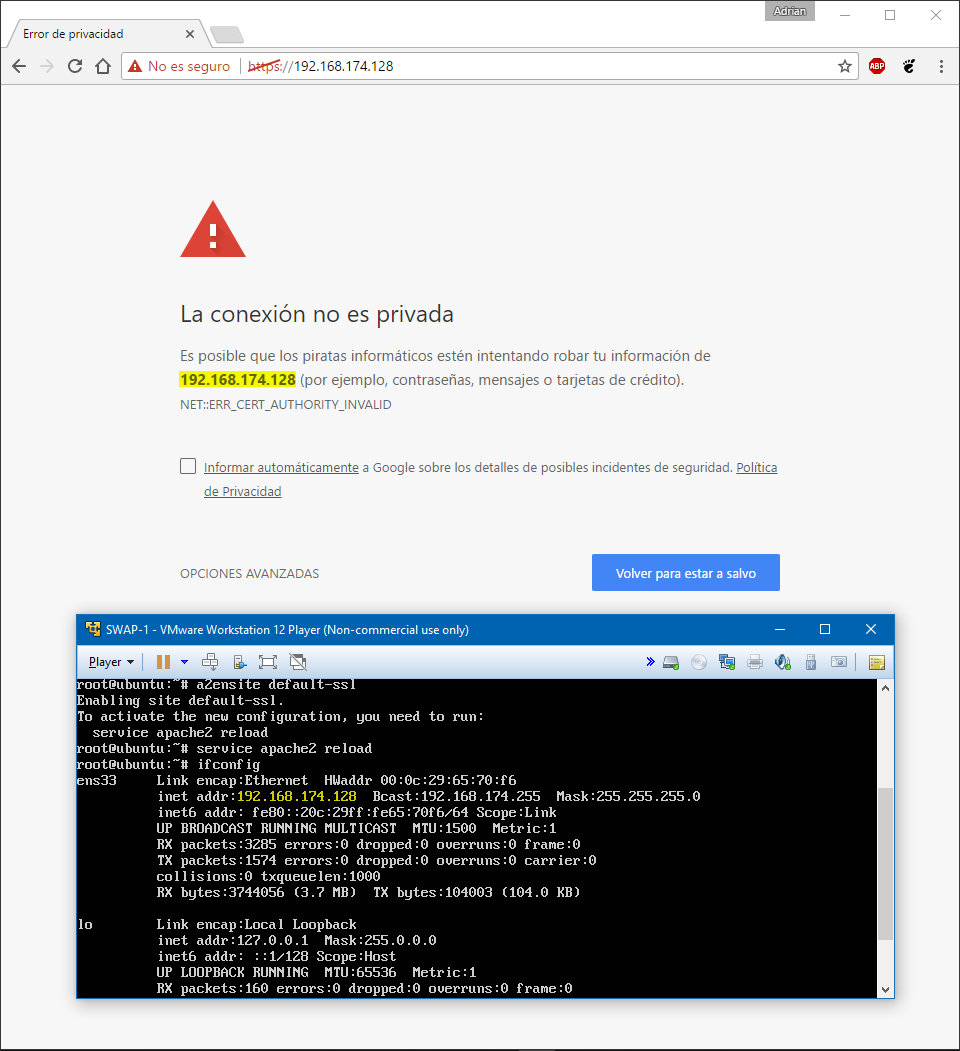 Adrian
Error de privacidad
No es seguro https://192.168.174.128
ABP
La conexión no es privada
Es posible que los piratas informáticos estén intentando robar tu información de
192.168.174.128 (por ejemplo, contraseñas, mensajes o tarjetas de crédito).
NET::ERR_CERT_AUTHORITY_INVALID
Informar automáticamente a Google sobre los detalles de posibles incidentes de seguridad. Política
de Privacidad
OPCIONES AVANZADAS
Volver para estar a salvo
SWAP-1 - VMware Workstation 12 Player (Non-commercial use only)
Player
root@ubuntu:~# a2ensite default-ssl
Enabling site default-ssl.
To activate the new configuration, you need to run:
  service apache2 reload
root@ubuntu:~# service apache2 reload
root@ubuntu:~# ifconfig
ens33     Link encap:Ethernet  HWaddr 00:0c:29:65:70:f6
          inet addr:192.168.174.128  Bcast:192.168.174.255  Mask:255.255.255.0
          inet6 addr: fe80::20c:29ff:fe65:70f6/64 Scope:Link
          UP BROADCAST RUNNING MULTICAST  MTU:1500  Metric:1
          RX packets:3285 errors:0 dropped:0 overruns:0 frame:0
          TX packets:1574 errors:0 dropped:0 overruns:0 carrier:0
          collisions:0 txqueuelen:1000
          RX bytes:3744056 (3.7 MB)  TX bytes:104003 (104.0 KB)
lo        Link encap:Local Loopback
          inet addr:127.0.0.1  Mask:255.0.0.0
          inet6 addr: ::1/128 Scope:Host
          UP LOOPBACK RUNNING  MTU:65536  Metric:1
          RX packets:160 errors:0 dropped:0 overruns:0 frame:0